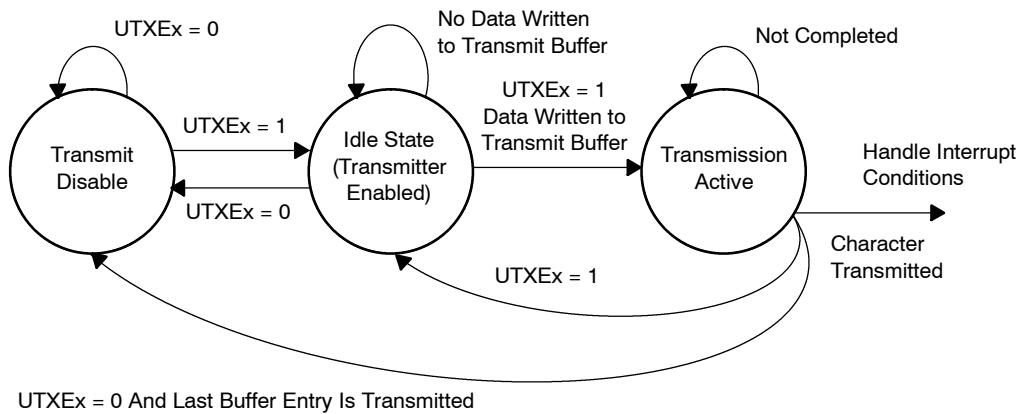 UTXEx = 0
No Data Written
to Transmit Buffer
Not Completed
UTXEx = 1
UTXEx = 1
Data Written to
Transmit Buffer
Transmit
Disable
Idle State
(Transmitter
Enabled)
Transmission
Active
Handle Interrupt
Conditions
UTXEx = 0
Character
Transmitted
UTXEx = 1
UTXEx = 0 And Last Buffer Entry Is Transmitted